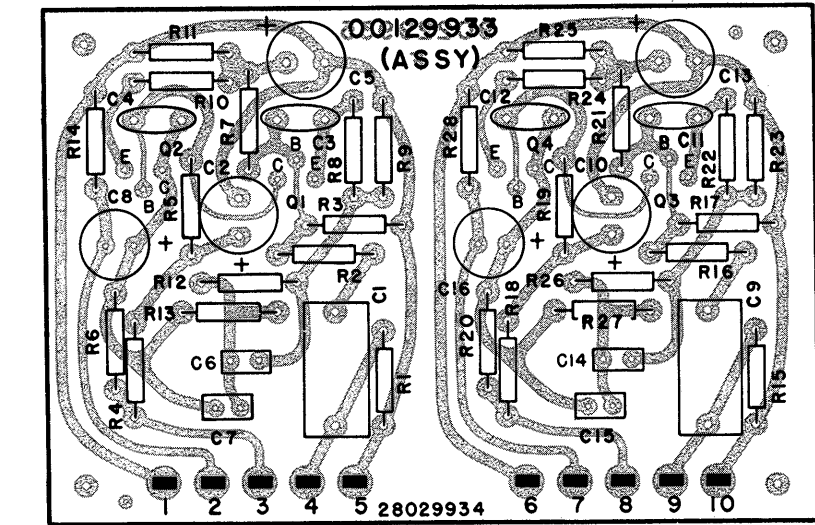 00129933
(ASSY)
R11
+
C5
R10
C4
R14
R7
C3
R8
R9
Q2
C2
B
E
E
C
C
B
C8
R5
Q1
R3
+
+
R2
R12
R13
C1
R6
C6
R4
R1
C7
1 2 3 4 5
28029934
R25
+
C13
R24
C12
R28
R21
C11
R22
R23
Q4
C10
B
E
E
C
C
B
R19
Q3
R17
+
+
R16
C16
R26
R18
R27
C9
R20
C14
R15
C15
6 7 8 9 10